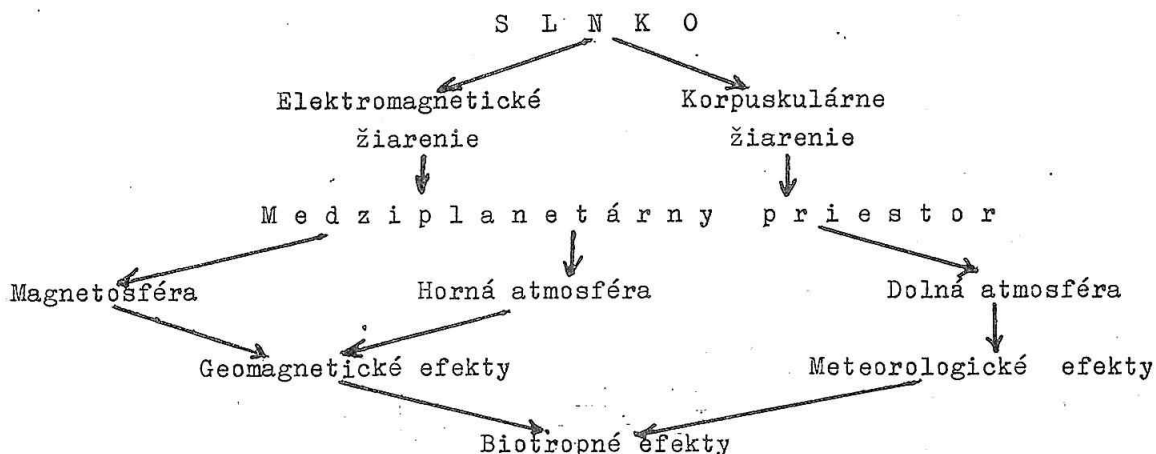 S L N K O
Elektromagnetické Korpuskulárne
žiarenie žiarenie
M e d z i p l a n e t á r n y p r i e s t o r
Magnetosféra Horná atmosféra Dolná atmosféra
Geomagnetické efekty Meteorologické efekty
Biotropné efekty